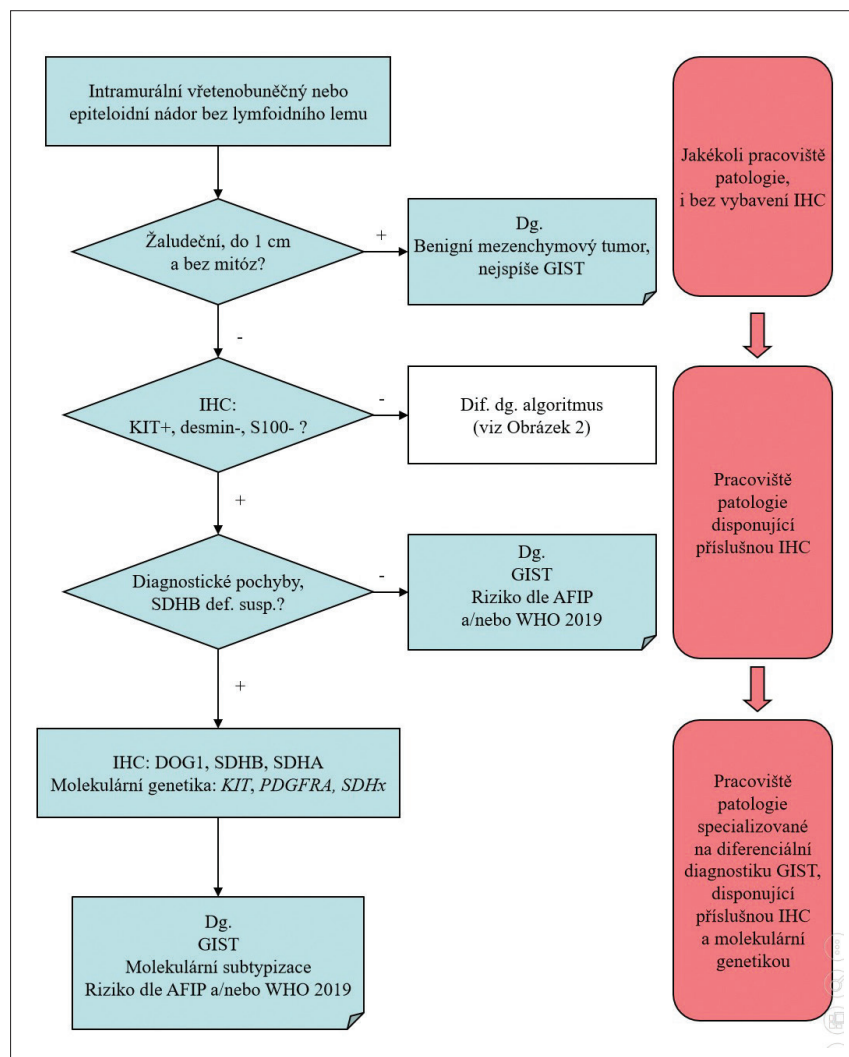 Intramurální vřetenobuněčný nebo
epiteloidní nádor bez lymfoidního lemu
Žaludeční, do 1 cm
a bez mitóz?
+
Dg.
Benigní mezenchymový tumor,
nejspíše GIST
-
IHC:
KIT+, desmin-, S100- ?
-
Dif. dg. algoritmus
(viz Obrázek 2)
+
Diagnostické pochyby,
SDHB def. susp.?
-
Dg.
GIST
Riziko dle AFIP
a/nebo WHO 2019
+
IHC: DOG1, SDHB, SDHA
Molekulární genetika: KIT, PDGFRA, SDHx
Dg.
GIST
Molekulární subtypizace
Riziko dle AFIP a/nebo WHO 2019
Jakékoli pracoviště
patologie,
i bez vybavení IHC
Pracoviště
patologie
disponující
příslušnou IHC
Pracoviště
patologie
specializované
na diferenciální
diagnostiku GIST,
disponující
příslušnou IHC
a molekulární
genetikou